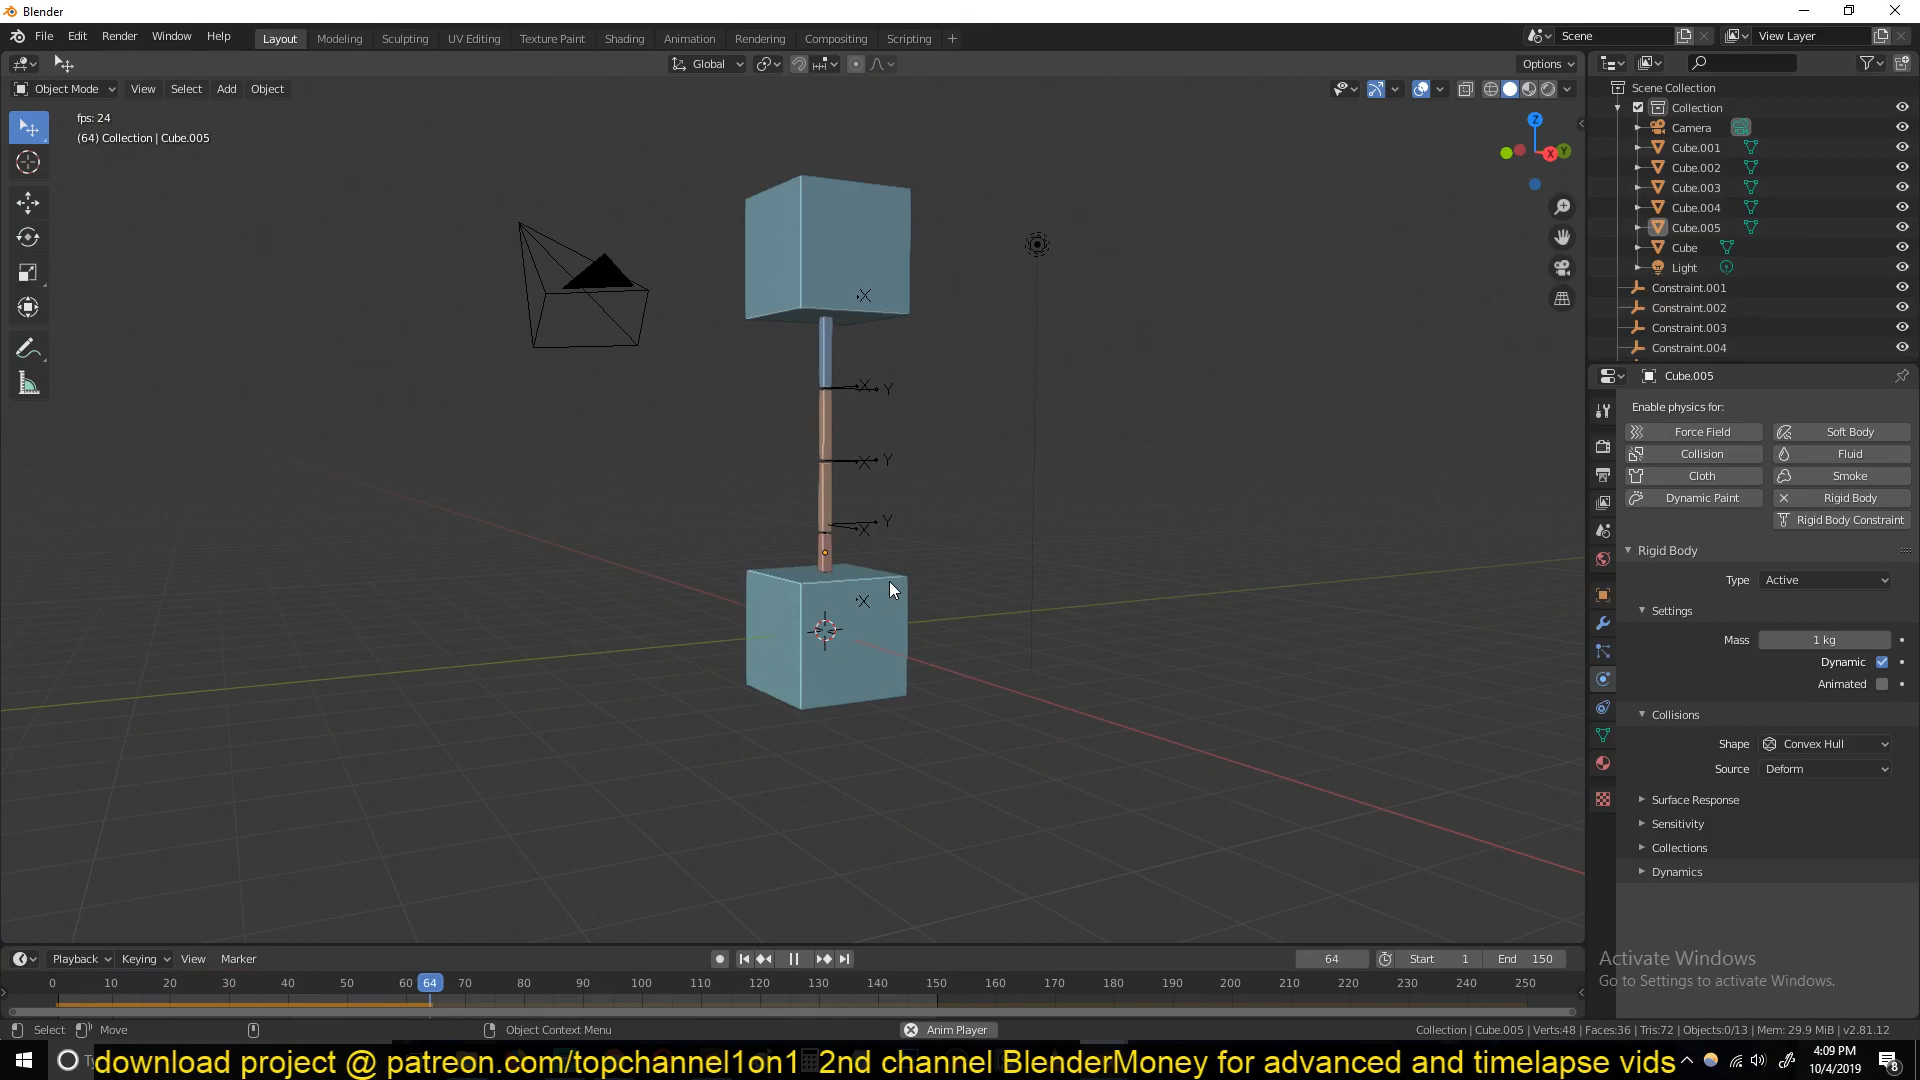 Blender
File Edit Render Window Help
Layout Modeling Sculpting UV Editing Texture Paint Shading Animation Rendering Compositing Scripting +
Scene
View Layer
Global
Options
Object Mode View Select Add Object
fps: 24
(64) Collection | Cube.005
Z
X
Y
X
X Y
X Y
Y
X
X
Scene Collection
Collection
Camera
Cube.001
Cube.002
Cube.003
Cube.004
Cube.005
Cube
Light
Constraint.001
Constraint.002
Constraint.003
Constraint.004
Cube.005
Enable physics for:
Force Field Soft Body
Collision Fluid
Cloth Smoke
Dynamic Paint Rigid Body
Rigid Body Constraint
Rigid Body
Type Active
Settings
Mass 1 kg
Dynamic
Animated
Collisions
Shape Convex Hull
Source Deform
Surface Response
Sensitivity
Collections
Dynamics
Activate Windows
Go to Settings to activate Windows.
Playback Keying View Marker
64 Start 1 End 150
0 10 20 30 40 50 60 64 70 80 90 100 110 120 130 140 150 160 170 180 190 200 210 220 230 240 250
Select Move Object Context Menu Anim Player
Collection | Cube.005 | Verts:48 | Faces:36 | Tris:72 | Objects:0/13 | Mem: 29.9 MiB | v2.81.12
download project @ patreon.com/topchannel1on1 2nd channel BlenderMoney for advanced and timelapse vids
4:09 PM
10/4/2019
8